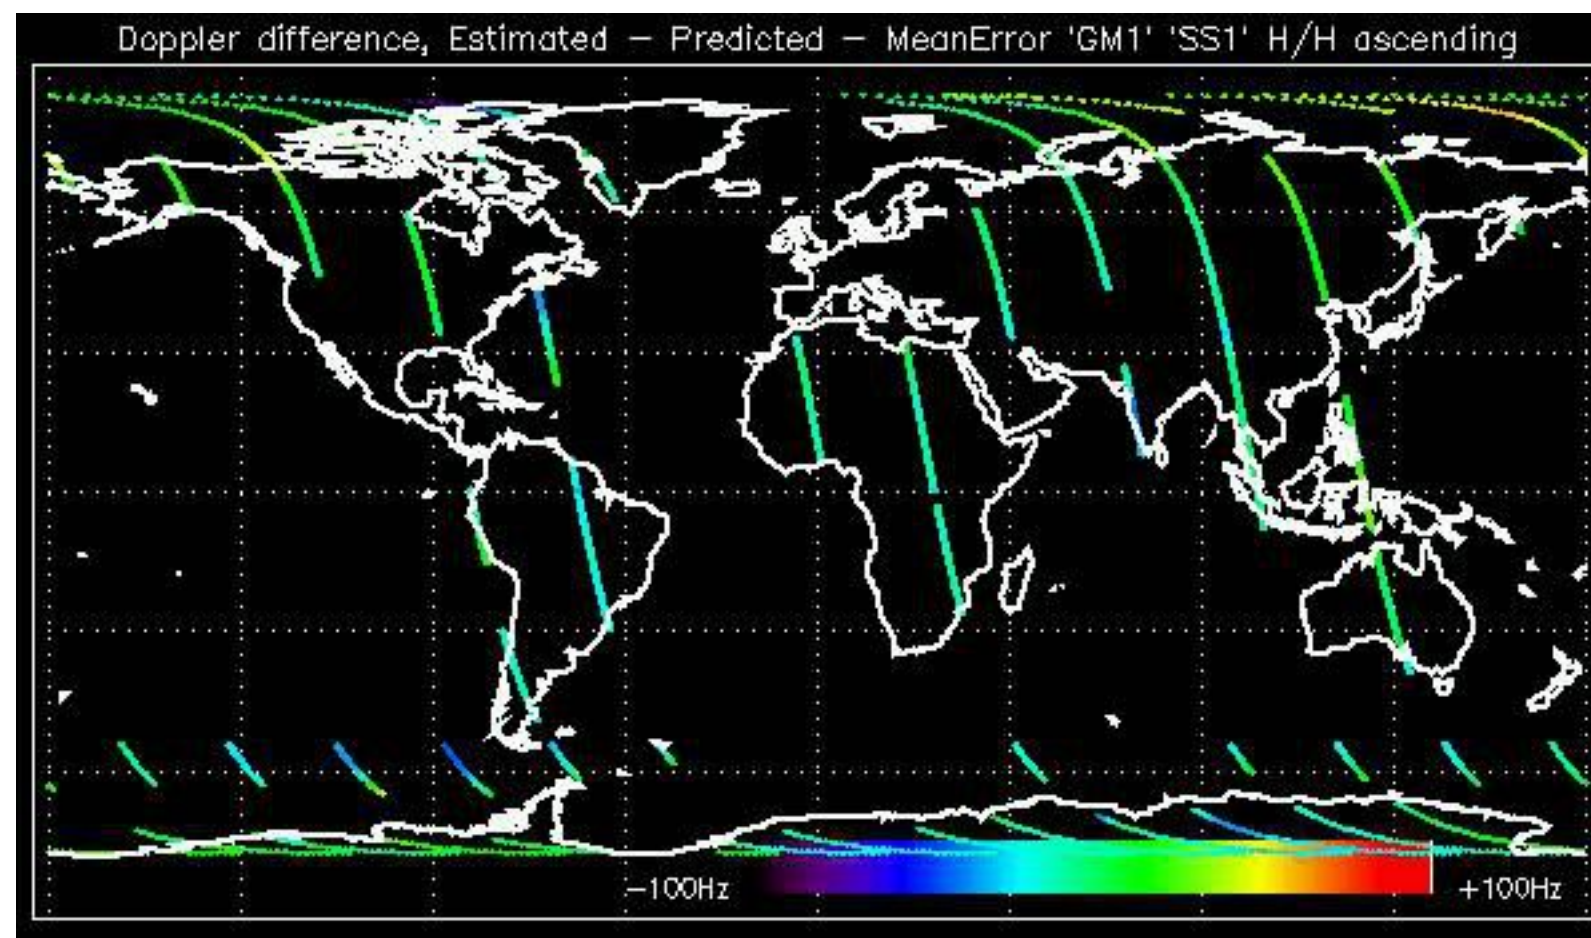 Doppler difference, Estimated - Predicted - MeanError 'GM1' 'SS1' H/H ascending
-100Hz
+100Hz